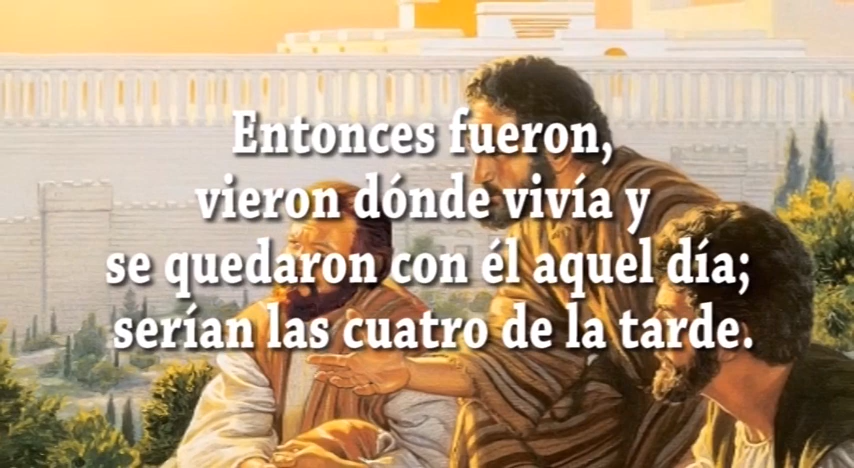 Entonces fueron,
vieron dónde vivía y
se quedaron con él aquel día;
serían las cuatro de la tarde.